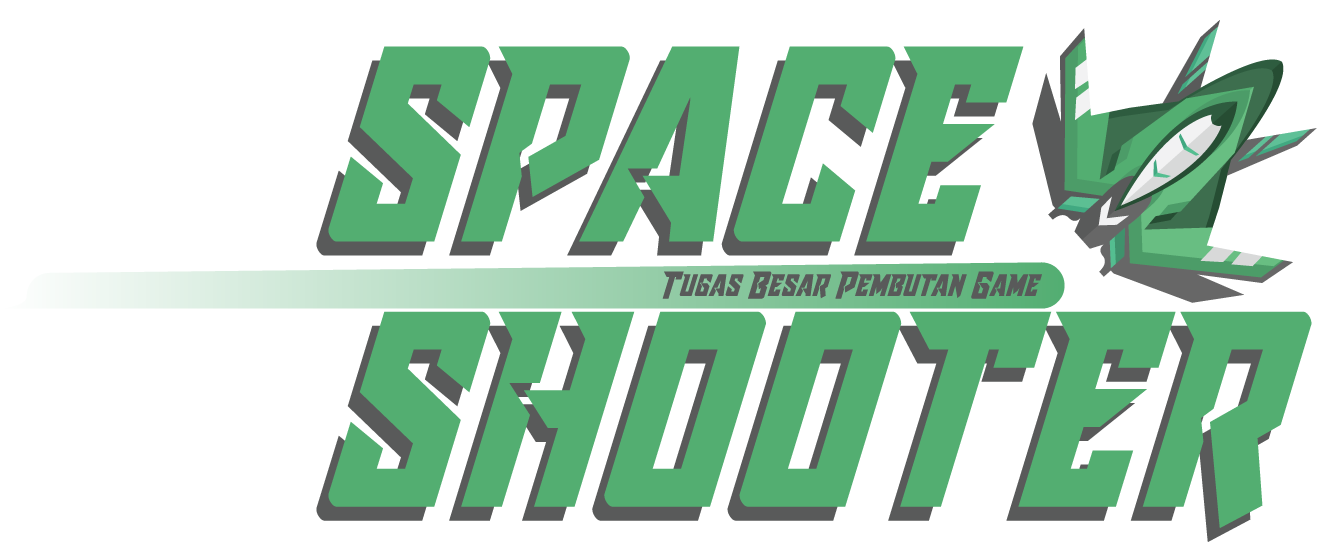 SPACE
TUGAS BESAR PEMBUTAN GAME
SHOOTER